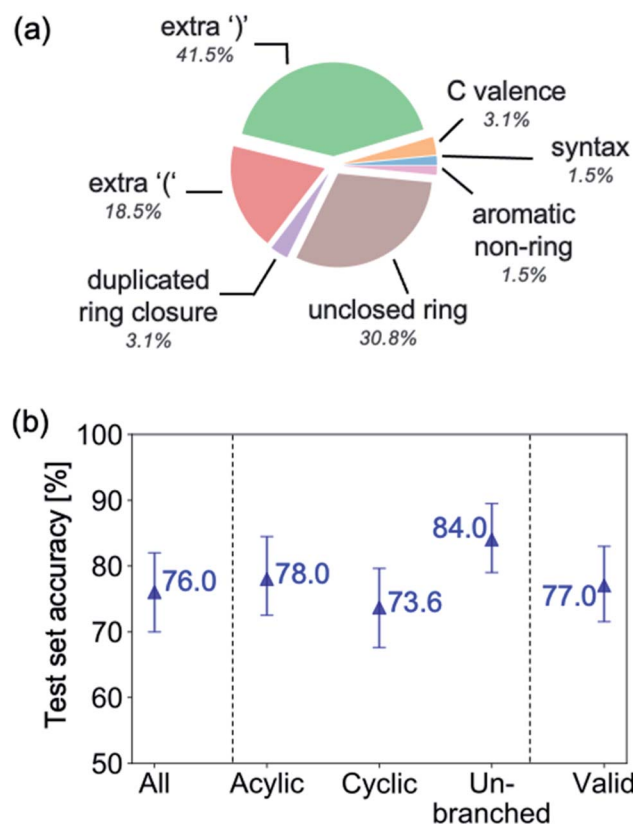 (a)
extra ‘)’
41.5%
C valence
3.1%
syntax
1.5%
extra ‘(‘
18.5%
aromatic
non-ring
1.5%
duplicated
ring closure
3.1%
unclosed ring
30.8%
(b)
Test set accuracy [%]
100
90
80
70
60
50
76.0
78.0
73.6
84.0
77.0
All
Acylic
Cyclic
Un-
branched
Valid